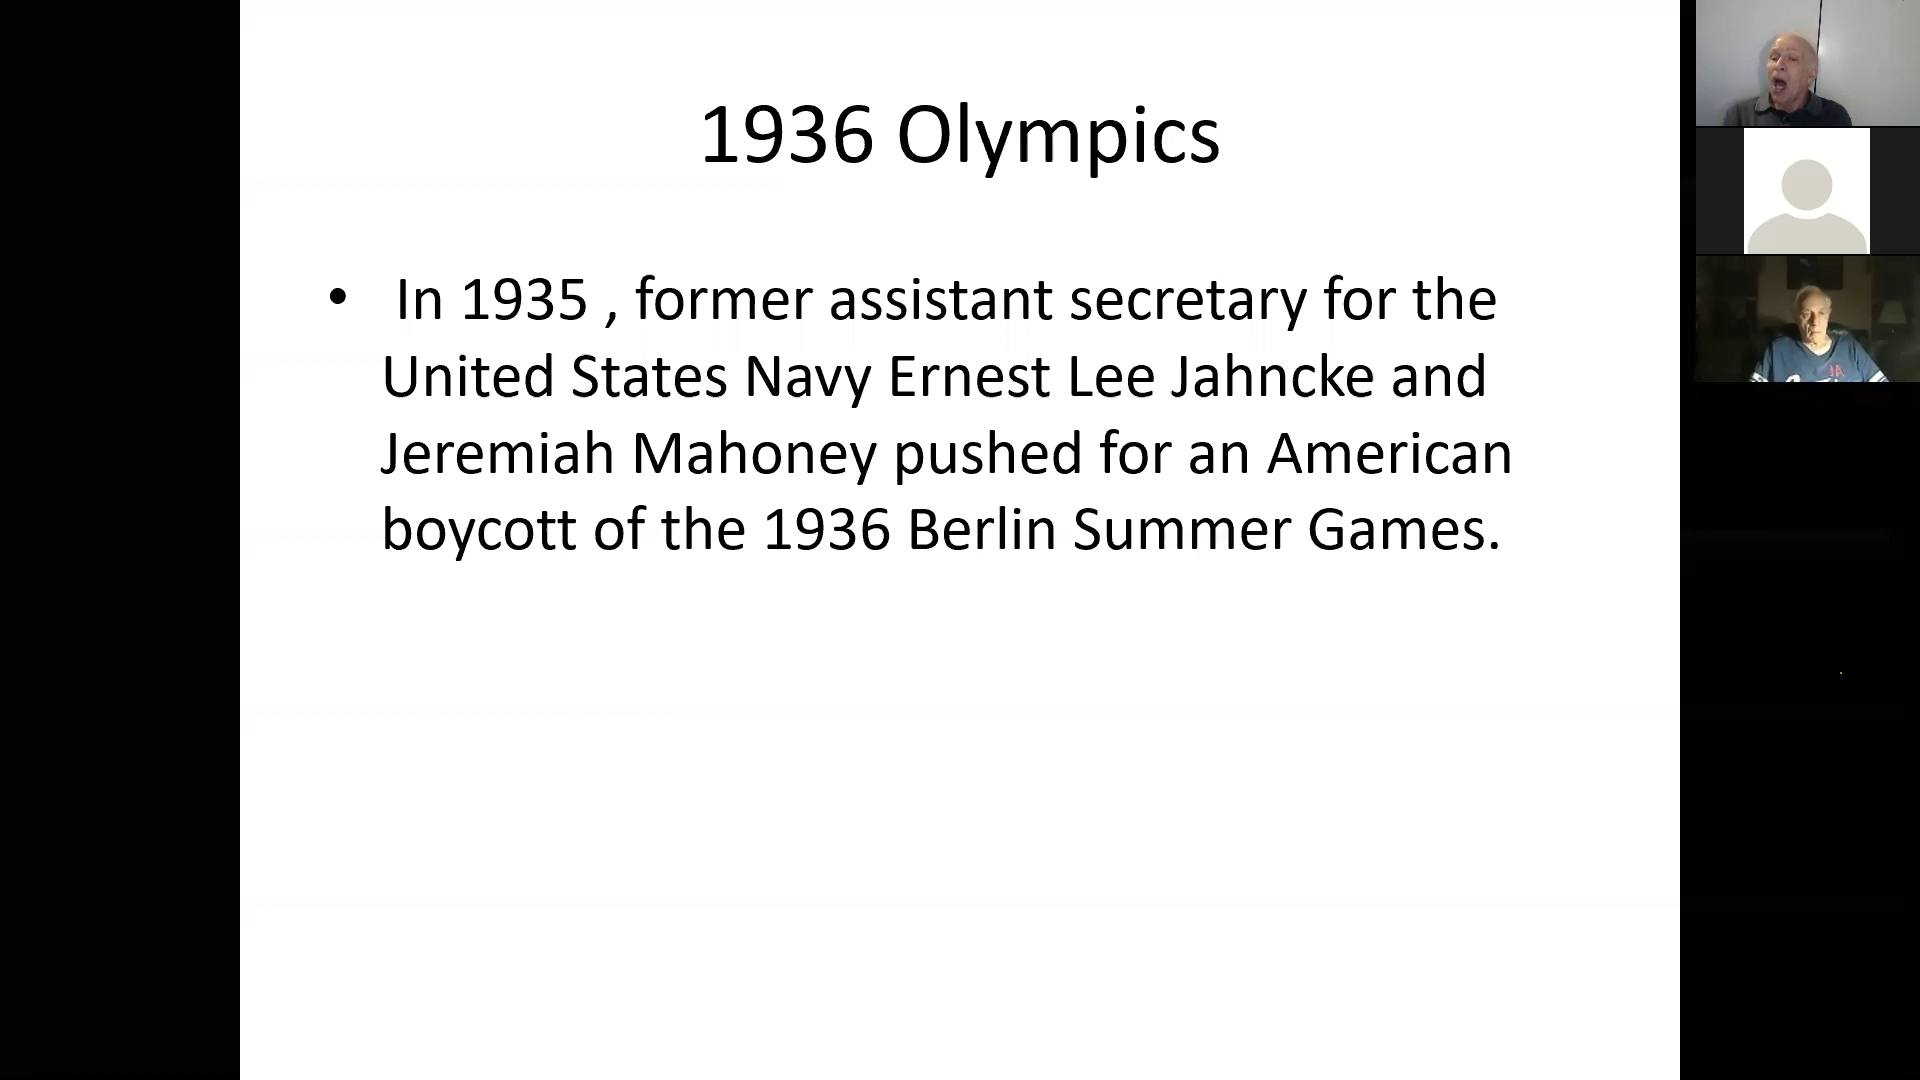 1936 Olympics
• In 1935 , former assistant secretary for the
United States Navy Ernest Lee Jahncke and
Jeremiah Mahoney pushed for an American
boycott of the 1936 Berlin Summer Games.